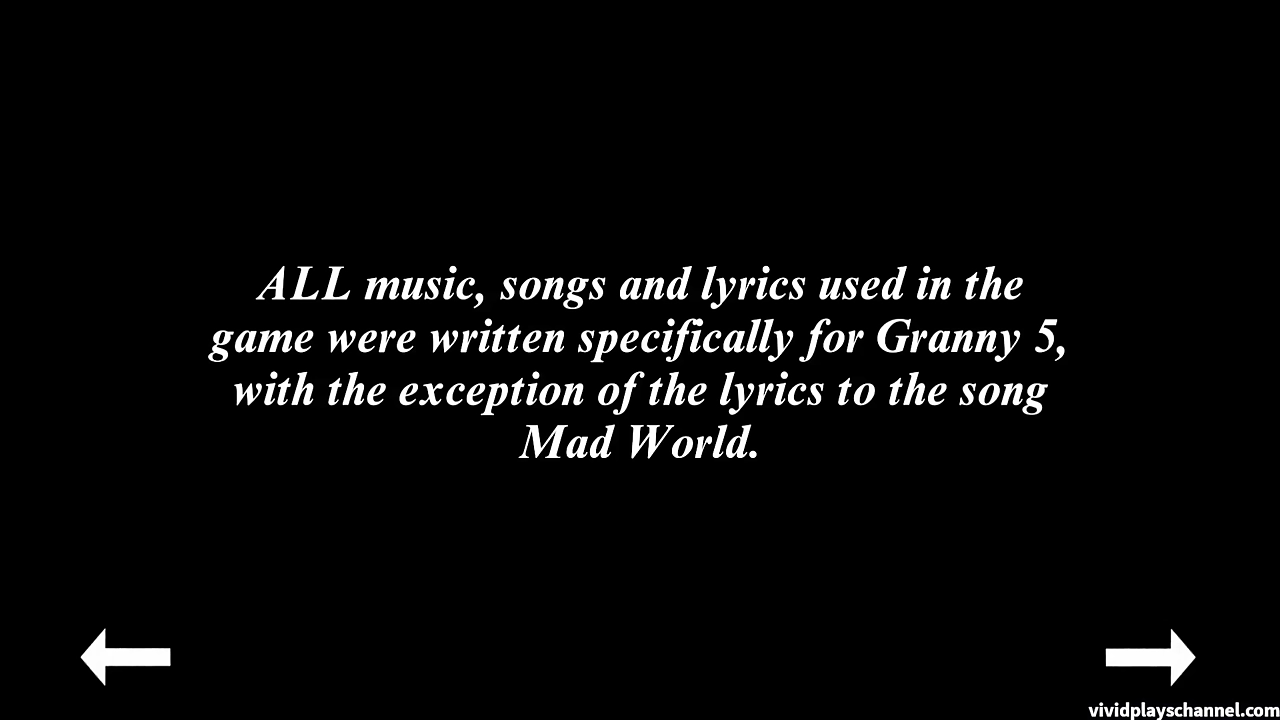 ALL music, songs and lyrics used in the
game were written specifically for Granny 5,
with the exception of the lyrics to the song
Mad World.
vividplayschannel.com